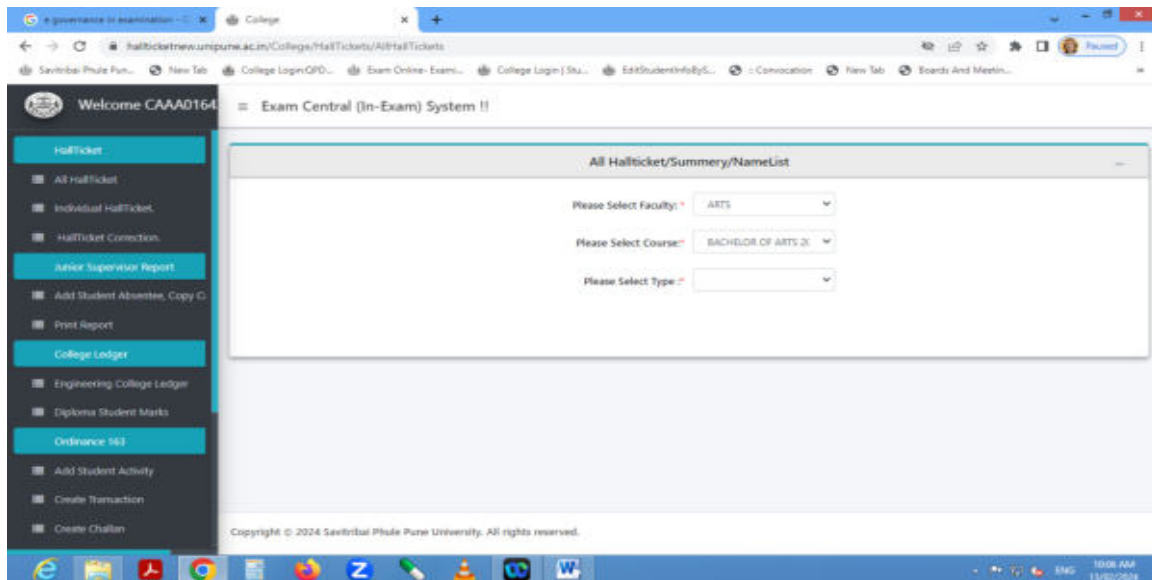 e governance in examination - C
College
hallticketnew.unipune.ac.in/College/HallTickets/AllHallTickets
Paused
Savitribai Phule Pun...
New Tab
College Login:QPD...
Exam Online- Exami...
College Login | Stu...
EditStudentInfoByS...
:: Convocation
New Tab
Boards And Meetin...
Welcome CAAA0164
Exam Central (In-Exam) System !!
HallTicket
All HallTicket
Individual HallTicket.
HallTicket Correction.
Junior Supervisor Report
Add Student Absentee, Copy C
Print Report
College Ledger
Engineering College Ledger
Diploma Student Marks
Ordinance 163
Add Student Activity
Create Transaction
Create Challan
All Hallticket/Summery/NameList
Please Select Faculty: * ARTS
Please Select Course:* BACHELOR OF ARTS 2(
Please Select Type :*
Copyright © 2024 Savitribai Phule Pune University. All rights reserved.
ENG
10:06 AM
13/02/2024